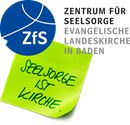 ZfS
ZENTRUM FÜR
SEELSORGE
EVANGELISCHE
LANDESKIRCHE
IN BADEN
SEELSORGE
IST
KIRCHE.